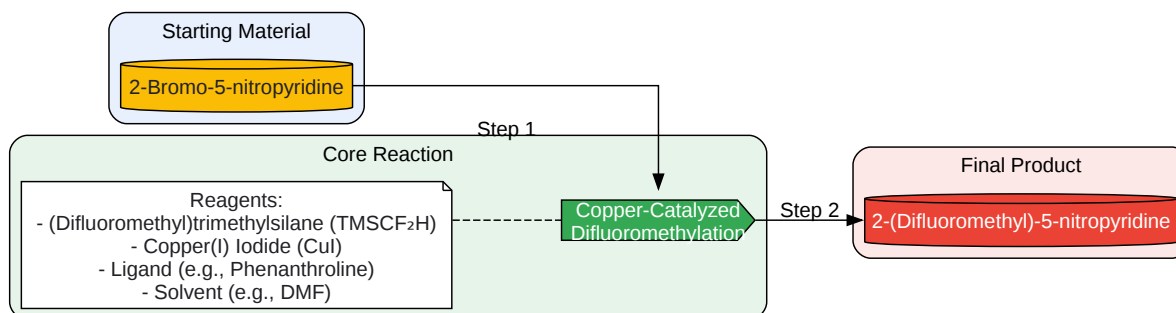 Starting Material
2-Bromo-5-nitropyridine
Step 1
Core Reaction
Reagents:
- (Difluoromethyl)trimethylsilane (TMSCF₂H)
- Copper(I) Iodide (CuI)
- Ligand (e.g., Phenanthroline)
- Solvent (e.g., DMF)
Copper-Catalyzed
Difluoromethylation
Step 2
Final Product
2-(Difluoromethyl)-5-nitropyridine